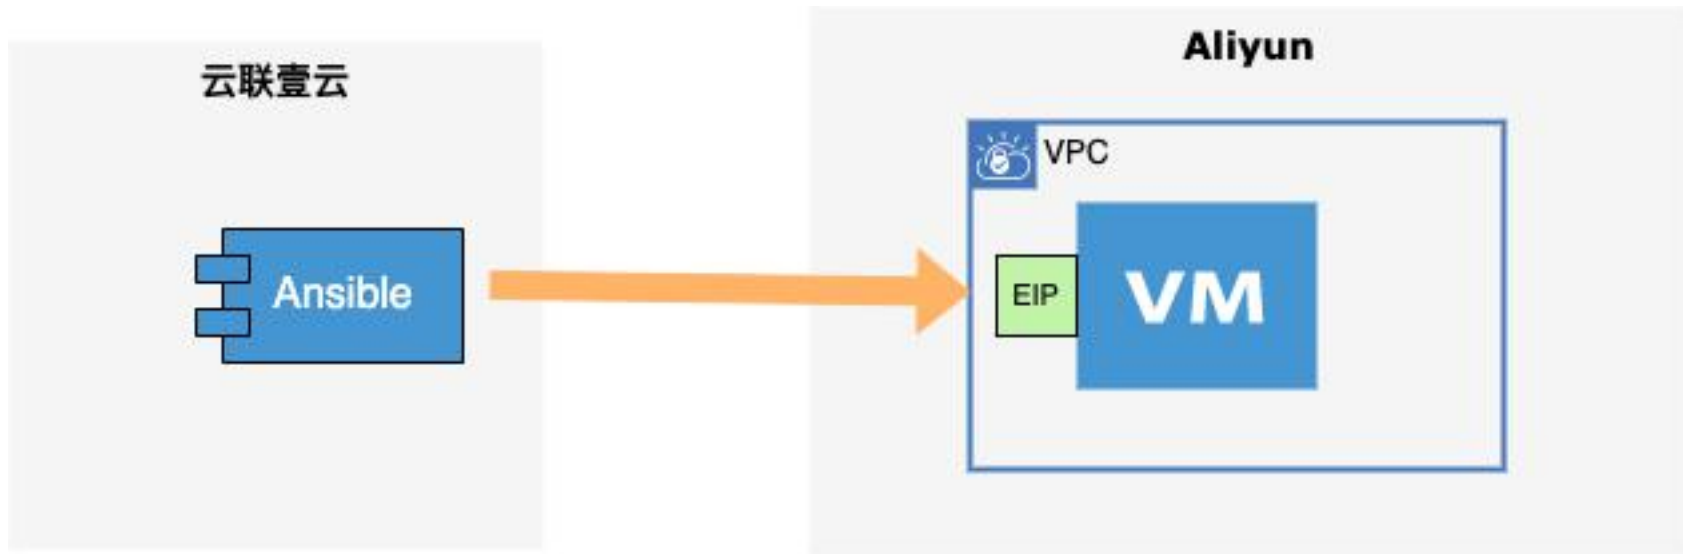 云联壹云
Ansible
Aliyun
VPC
EIP
VM